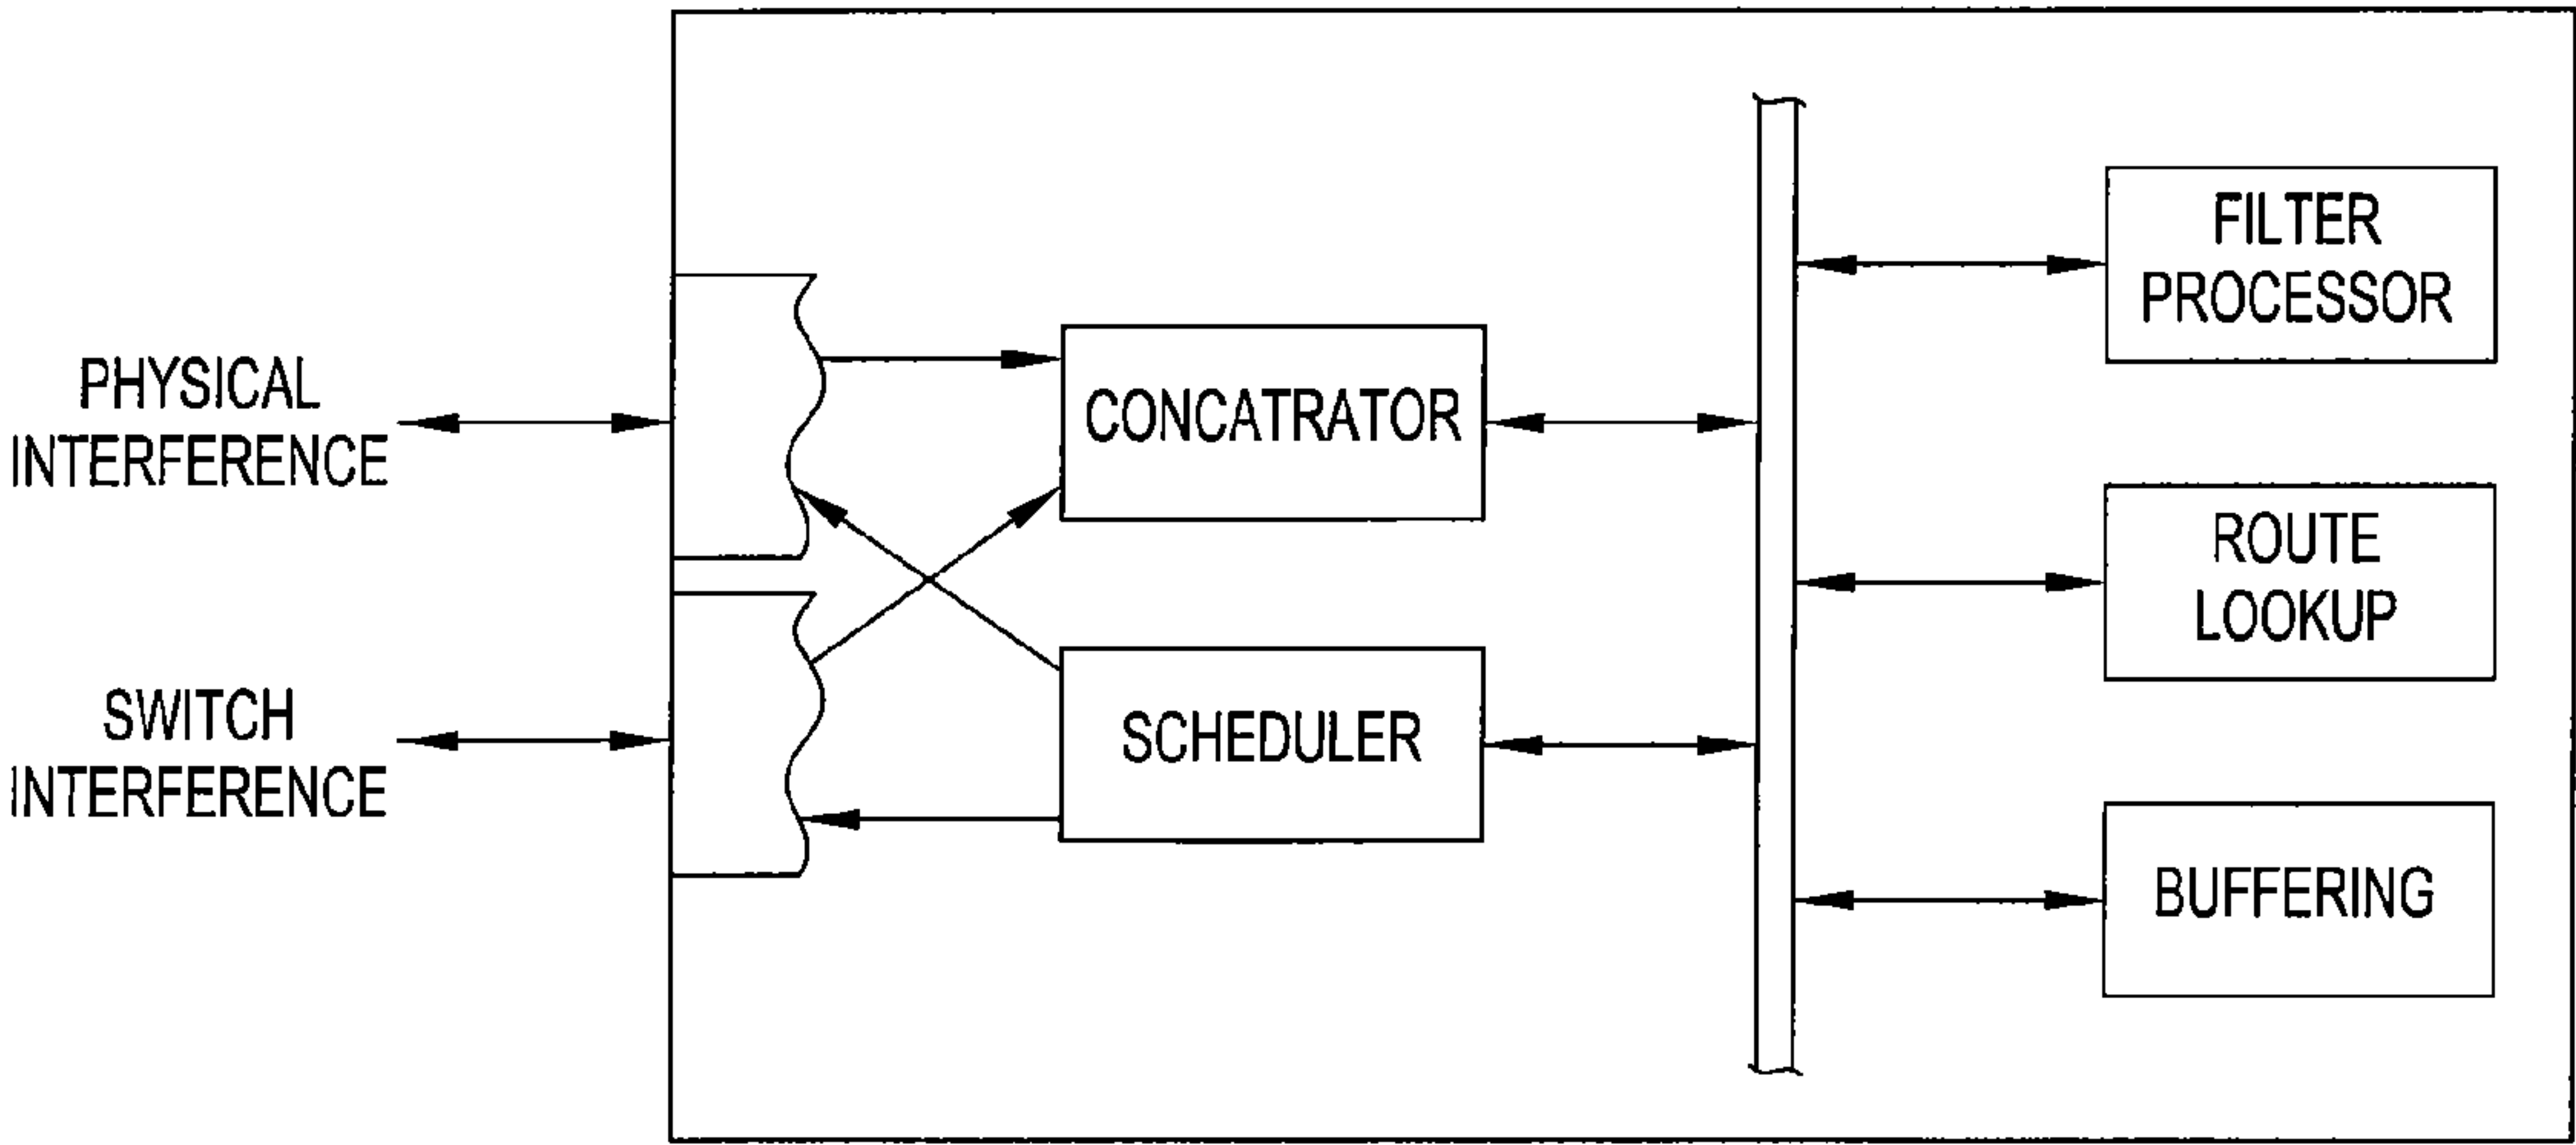 PHYSICAL
INTERFERENCE
SWITCH
INTERFERENCE
CONCATRATOR
SCHEDULER
FILTER
PROCESSOR
ROUTE
LOOKUP
BUFFERING